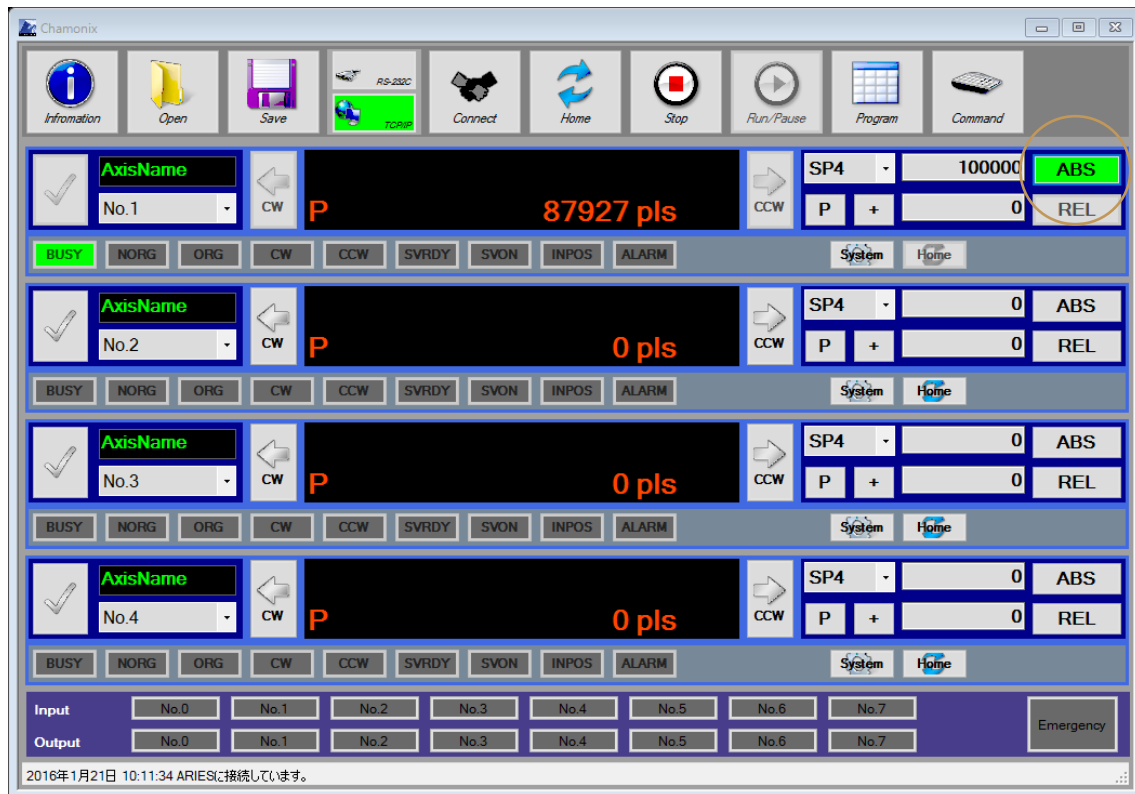 Chamonix
RS-232C
TCP/IP
Infromation Open Save Connect Home Stop Run/Pause Program Command
AxisName
No.1
CW
P 87927 pls
CCW
SP4 100000 ABS
P + 0 REL
BUSY NORG ORG CW CCW SVRDY SVON INPOS ALARM System Home
AxisName
No.2
CW
P 0 pls
CCW
SP4 0 ABS
P + 0 REL
BUSY NORG ORG CW CCW SVRDY SVON INPOS ALARM System Home
AxisName
No.3
CW
P 0 pls
CCW
SP4 0 ABS
P + 0 REL
BUSY NORG ORG CW CCW SVRDY SVON INPOS ALARM System Home
AxisName
No.4
CW
P 0 pls
CCW
SP4 0 ABS
P + 0 REL
BUSY NORG ORG CW CCW SVRDY SVON INPOS ALARM System Home
Input No.0 No.1 No.2 No.3 No.4 No.5 No.6 No.7
Output No.0 No.1 No.2 No.3 No.4 No.5 No.6 No.7
Emergency
2016年1月21日 10:11:34 ARIESに接続しています。